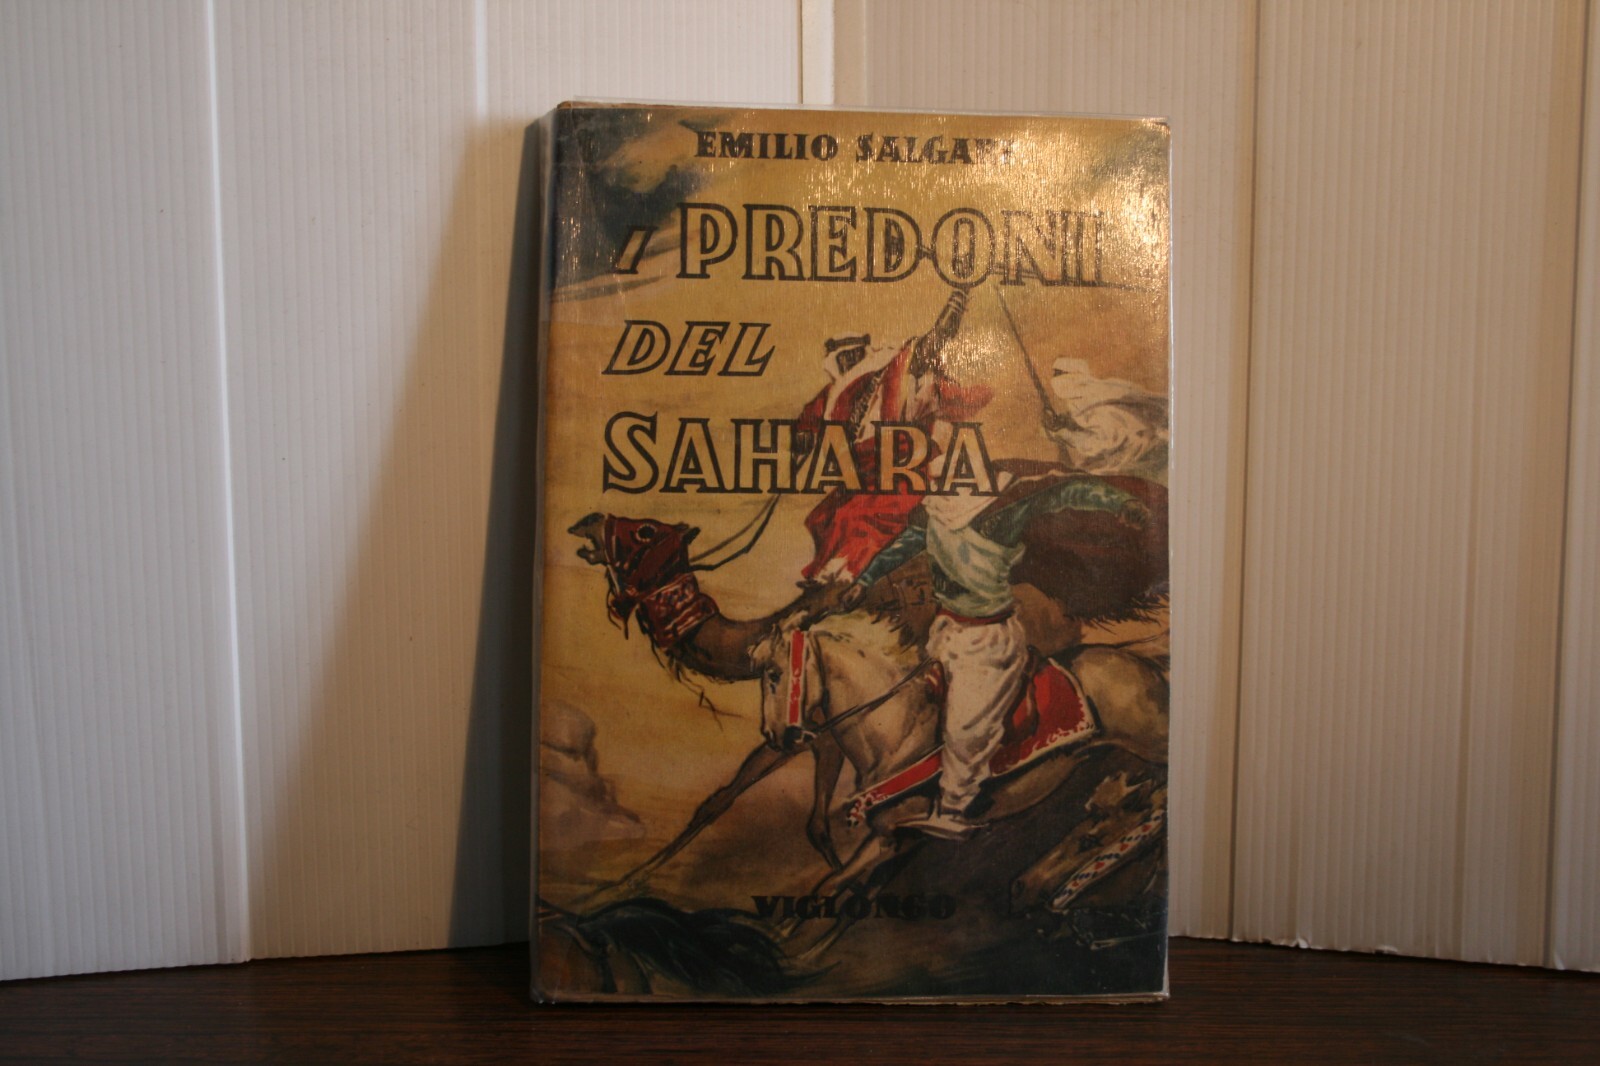 EMILIO SALGARI
I PREDONI
DEL
SAHARA
VIGLONGO